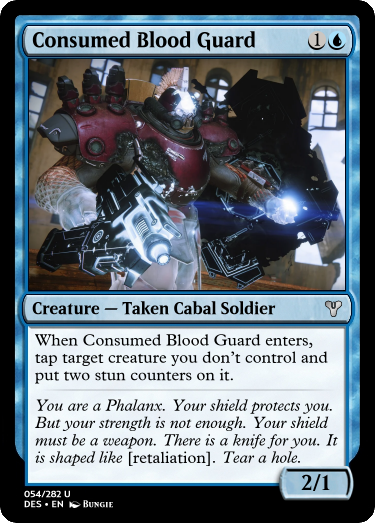 Consumed Blood Guard 1
Creature — Taken Cabal Soldier
When Consumed Blood Guard enters,
tap target creature you don't control and
put two stun counters on it.
You are a Phalanx. Your shield protects you.
But your strength is not enough. Your shield
must be a weapon. There is a knife for you. It
is shaped like [retaliation]. Tear a hole.
2/1
054/282 U
DES • EN Bungie